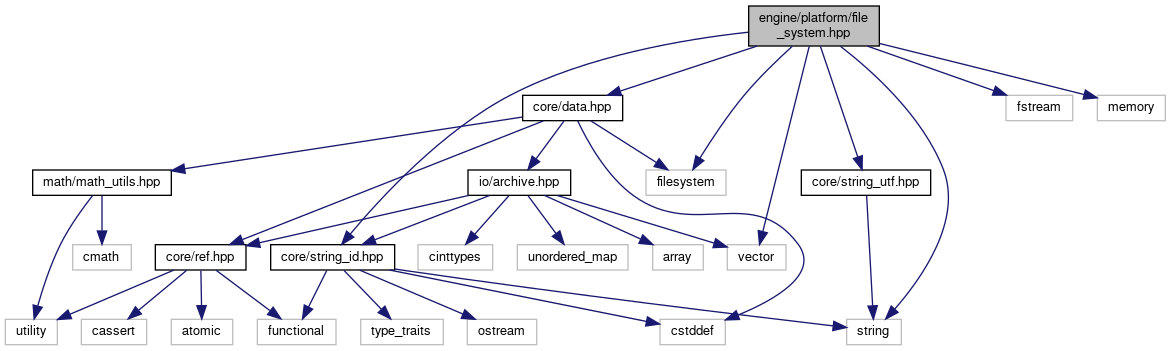 engine/platform/file
_system.hpp
core/data.hpp
fstream
memory
math/math_utils.hpp
io/archive.hpp
filesystem
core/string_utf.hpp
cmath
core/ref.hpp
core/string_id.hpp
cinttypes
unordered_map
array
vector
utility
cassert
atomic
functional
type_traits
ostream
cstddef
string